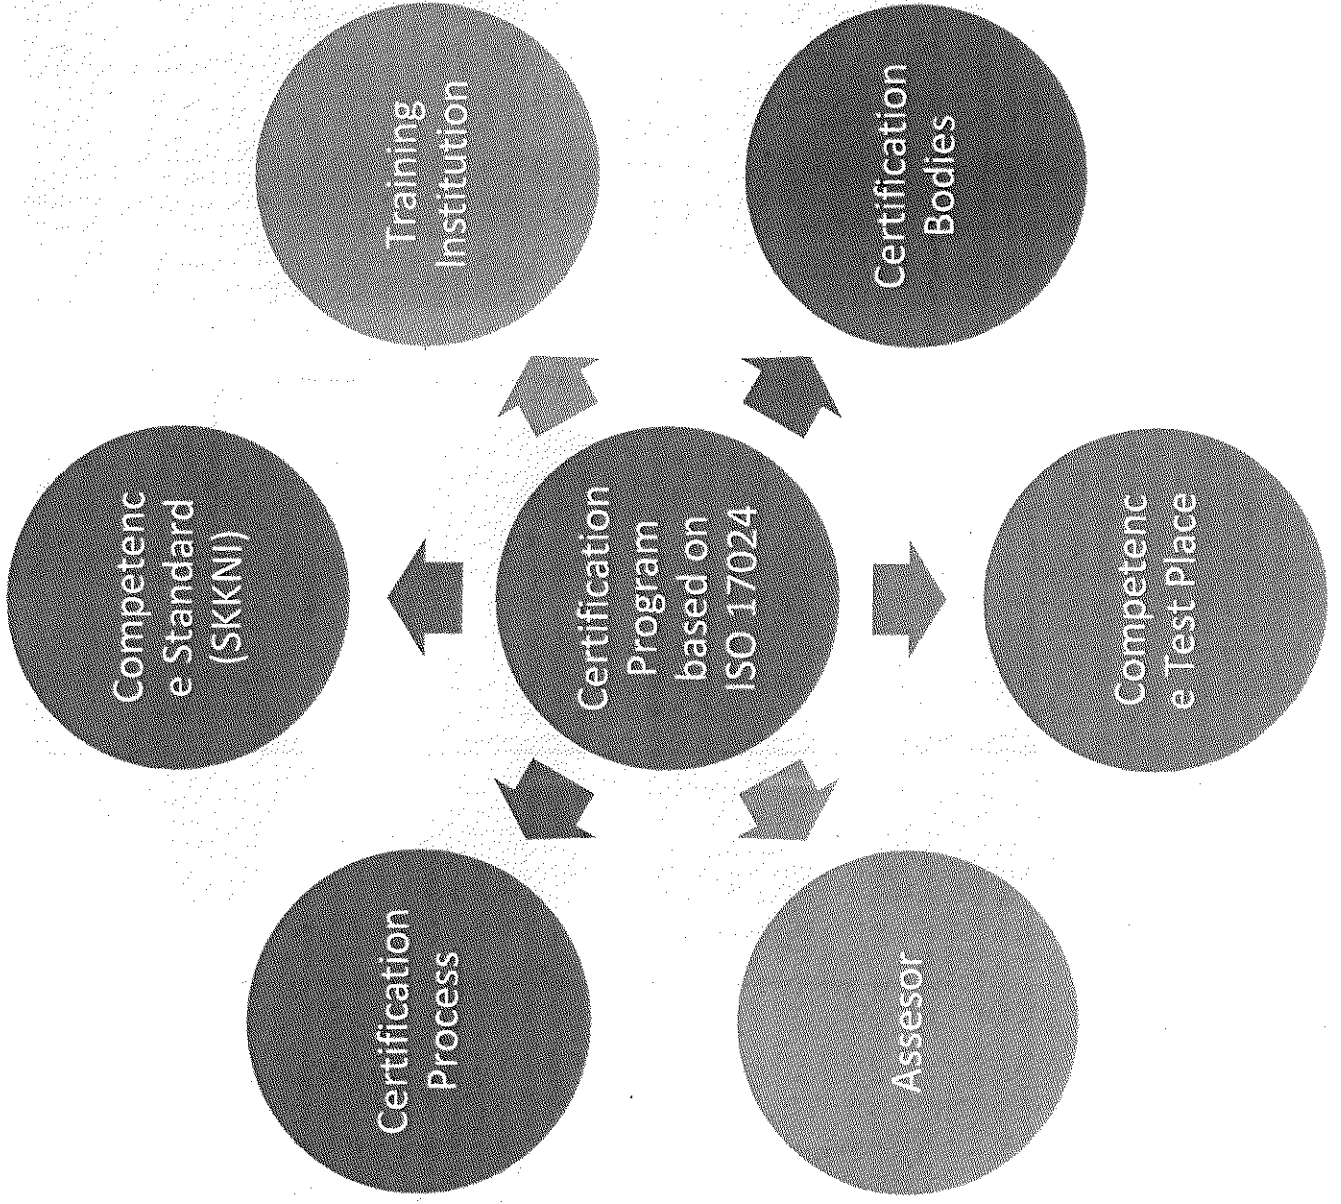 Competenc
e Standard
(SKKNI)
Training
Institution
Certification
Bodies
Competenc
e Test Place
Assesor
Certification
Process
Certification
Program
based on
ISO 17024